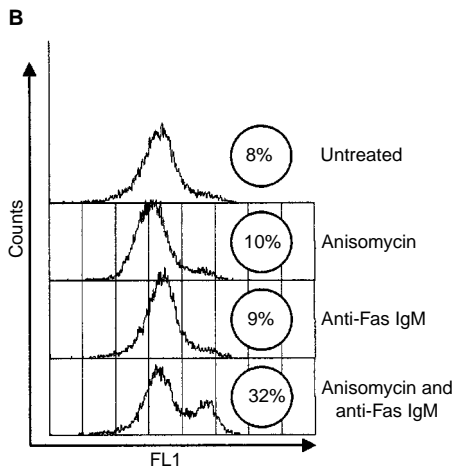 B
8%
Untreated
10%
Anisomycin
9%
Anti-Fas IgM
32%
Anisomycin and
anti-Fas IgM
Counts
FL1